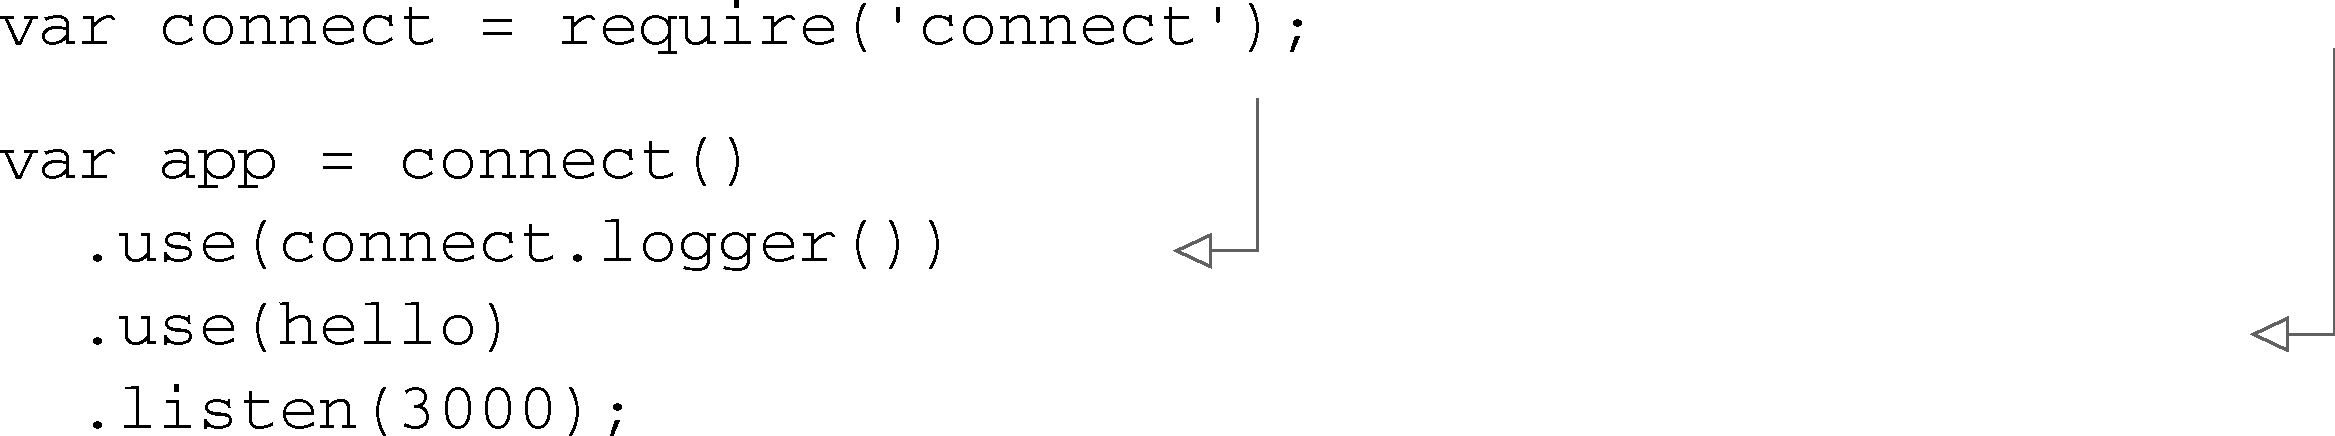 var connect = require('connect');
var app = connect()
  .use(connect.logger())
  .use(hello)
  .listen(3000);